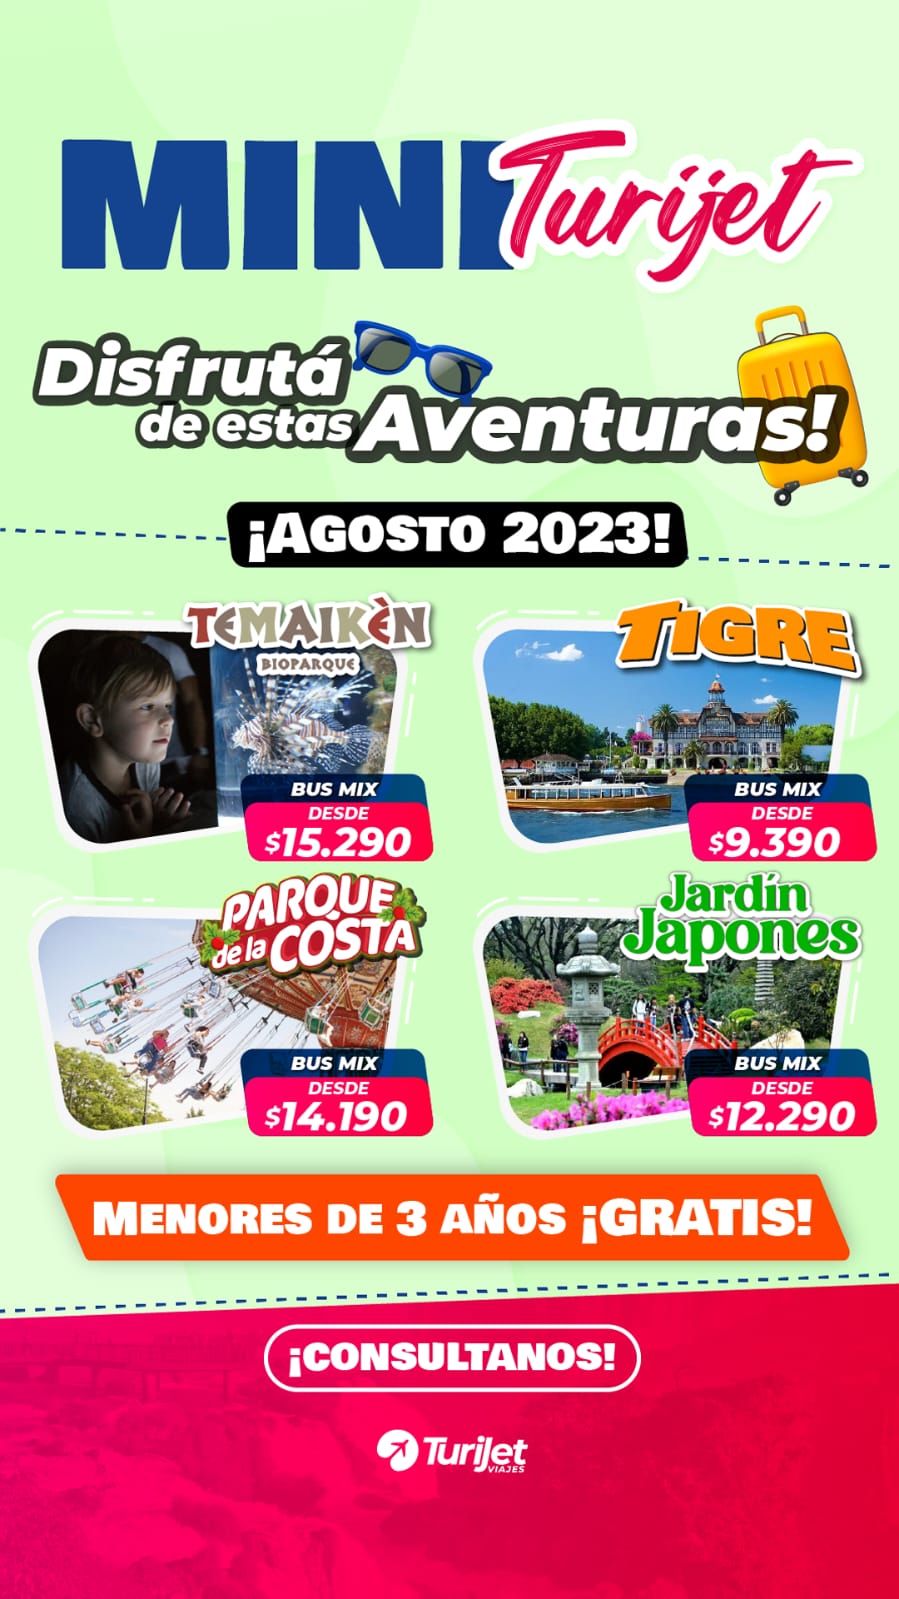 MINI Turijet
Disfrutá
de estas Aventuras!
¡AGOSTO 2023!
TEMAIKÈN
BIOPARQUE
BUS MIX
DESDE
$15.290
TIGRE
BUS MIX
DESDE
$9.390
PARQUE
de la COSTA
BUS MIX
DESDE
$14.190
Jardín
Japones
BUS MIX
DESDE
$12.290
MENORES DE 3 AÑOS ¡GRATIS!
¡CONSULTANOS!
TuriJet
VIAJES